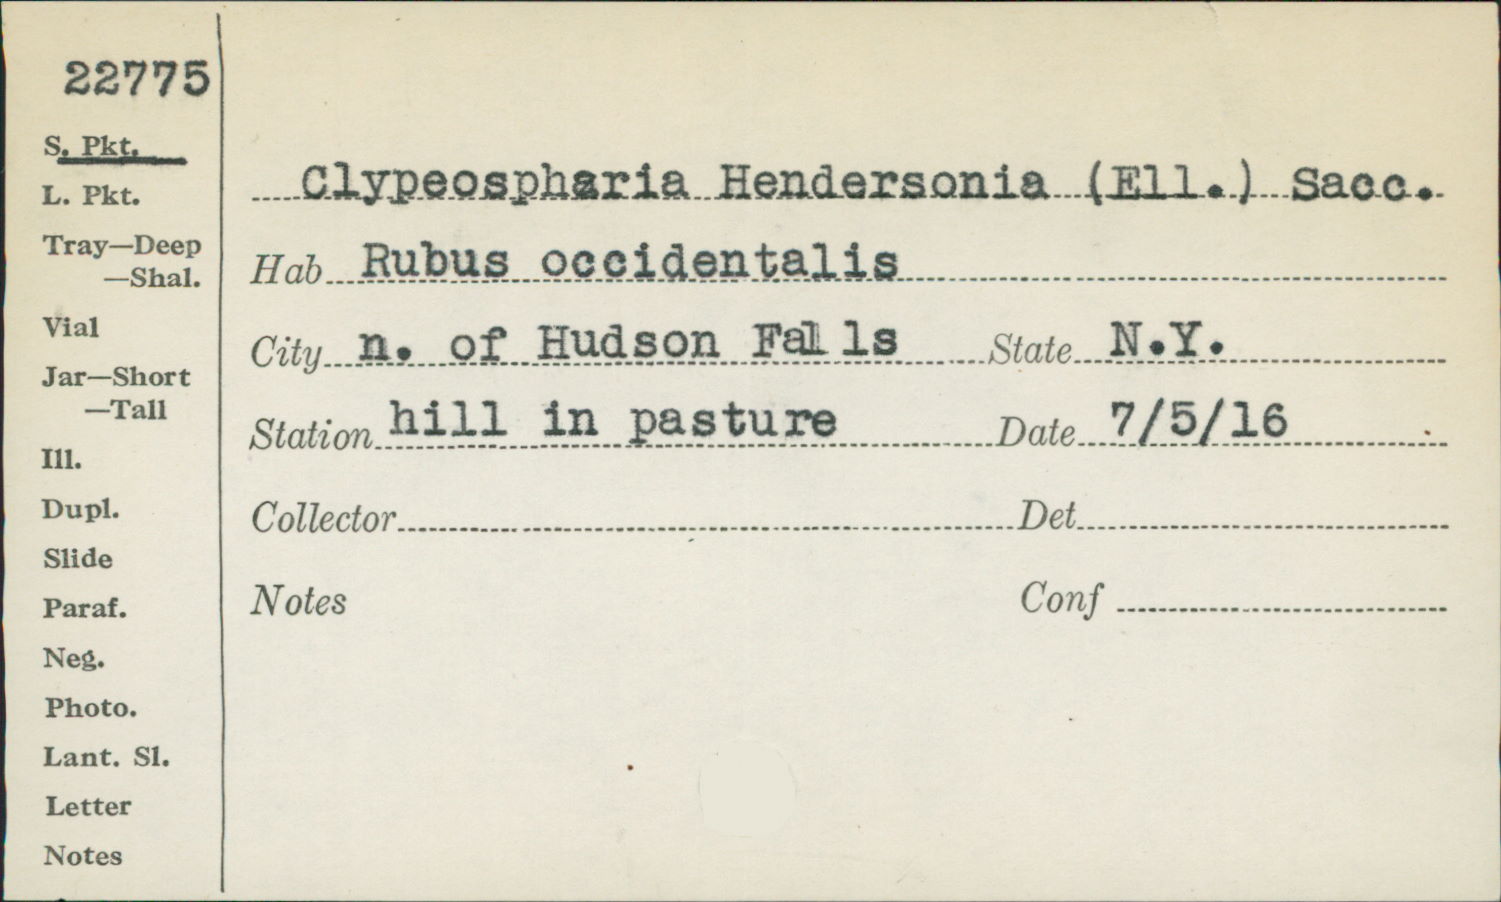 22775
S. Pkt.
L. Pkt.
Tray—Deep
—Shal.
Vial
Jar—Short
—Tall
Ill.
Dupl.
Slide
Paraf.
Neg.
Photo.
Lant. Sl.
Letter
Notes
Clypeospharia Hendersonia (Ell.) Sacc.
Hab Rubus occidentalis
City n. of Hudson Falls State N.Y.
Station hill in pasture Date 7/5/16
Collector Det
Notes Conf